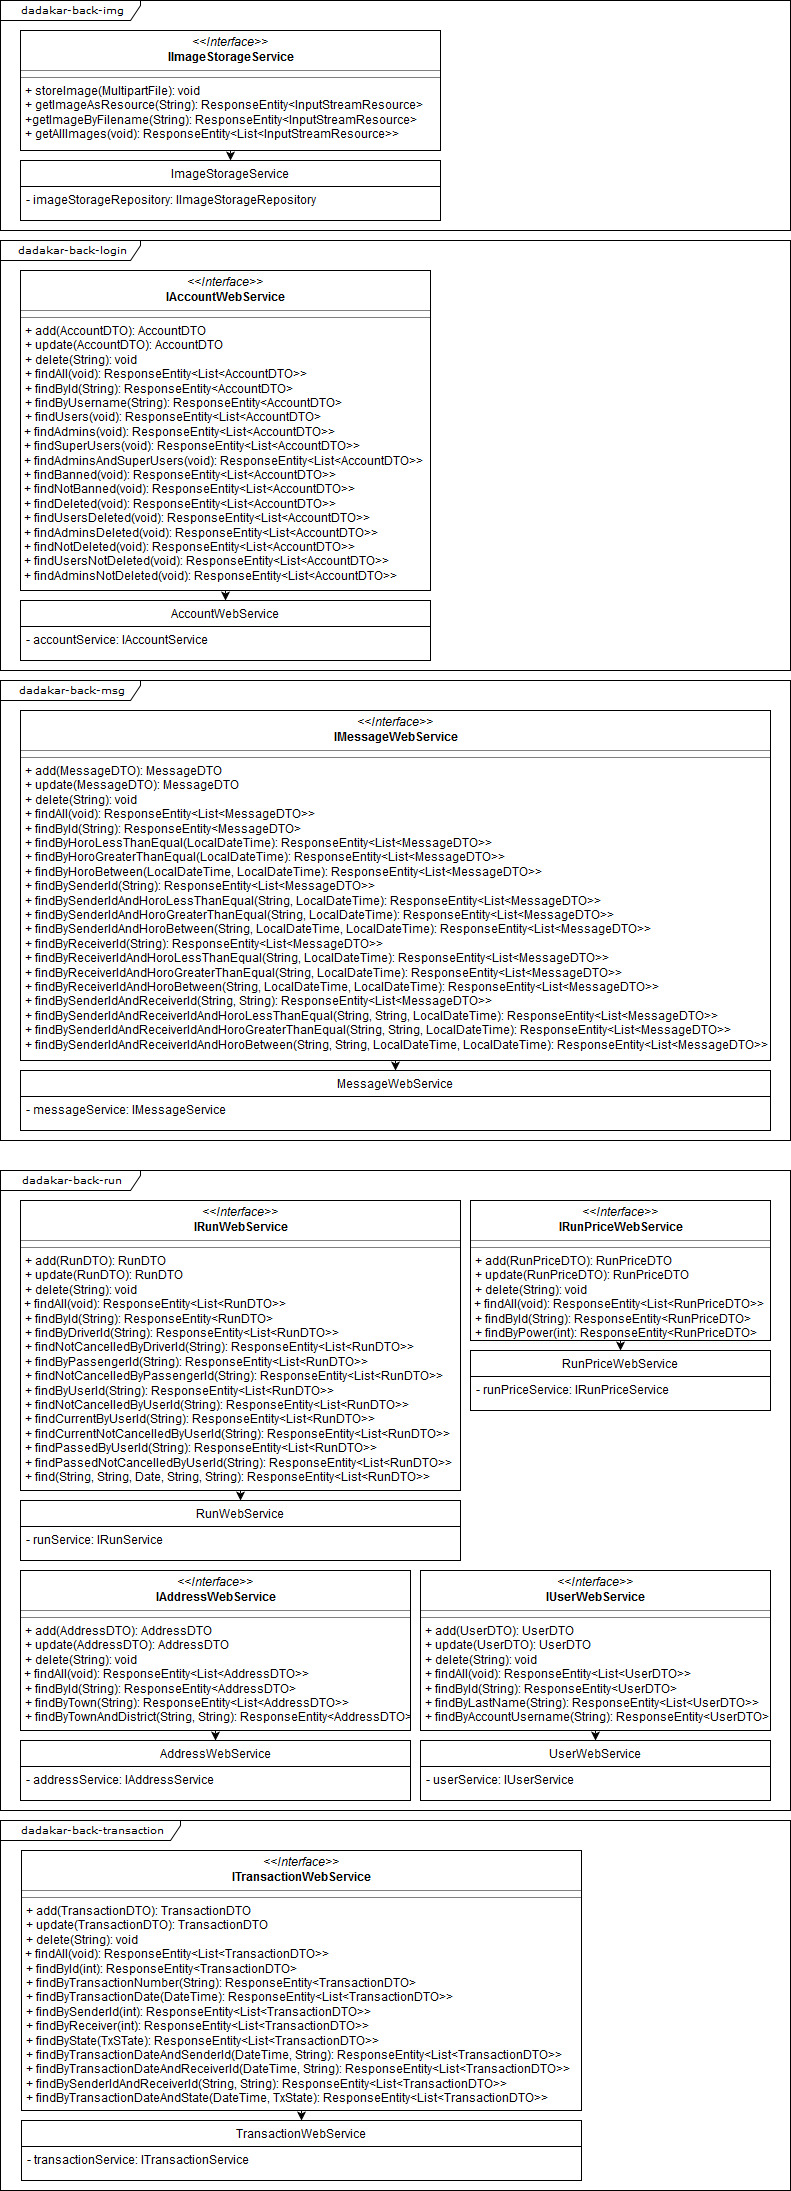 dadakar-back-img
<<Interface>>
IImageStorageService
+ storeImage(MultipartFile): void
+ getImageAsResource(String): ResponseEntity<InputStreamResource>
+getImageByFilename(String): ResponseEntity<InputStreamResource>
+ getAllImages(void): ResponseEntity<List<InputStreamResource>>
ImageStorageService
- imageStorageRepository: IImageStorageRepository
dadakar-back-login
<<Interface>>
IAccountWebService
+ add(AccountDTO): AccountDTO
+ update(AccountDTO): AccountDTO
+ delete(String): void
+ findAll(void): ResponseEntity<List<AccountDTO>>
+ findById(String): ResponseEntity<AccountDTO>
+ findByUsername(String): ResponseEntity<AccountDTO>
+ findUsers(void): ResponseEntity<List<AccountDTO>
+ findAdmins(void): ResponseEntity<List<AccountDTO>>
+ findSuperUsers(void): ResponseEntity<List<AccountDTO>>
+ findAdminsAndSuperUsers(void): ResponseEntity<List<AccountDTO>>
+ findBanned(void): ResponseEntity<List<AccountDTO>>
+ findNotBanned(void): ResponseEntity<List<AccountDTO>>
+ findDeleted(void): ResponseEntity<List<AccountDTO>>
+ findUsersDeleted(void): ResponseEntity<List<AccountDTO>>
+ findAdminsDeleted(void): ResponseEntity<List<AccountDTO>>
+ findNotDeleted(void): ResponseEntity<List<AccountDTO>>
+ findUsersNotDeleted(void): ResponseEntity<List<AccountDTO>>
+ findAdminsNotDeleted(void): ResponseEntity<List<AccountDTO>>
AccountWebService
- accountService: IAccountService
dadakar-back-msg
<<Interface>>
IMessageWebService
+ add(MessageDTO): MessageDTO
+ update(MessageDTO): MessageDTO
+ delete(String): void
+ findAll(void): ResponseEntity<List<MessageDTO>>
+ findById(String): ResponseEntity<MessageDTO>
+ findByHoroLessThanEqual(LocalDateTime): ResponseEntity<List<MessageDTO>>
+ findByHoroGreaterThanEqual(LocalDateTime): ResponseEntity<List<MessageDTO>>
+ findByHoroBetween(LocalDateTime, LocalDateTime): ResponseEntity<List<MessageDTO>>
+ findBySenderId(String): ResponseEntity<List<MessageDTO>>
+ findBySenderIdAndHoroLessThanEqual(String, LocalDateTime): ResponseEntity<List<MessageDTO>>
+ findBySenderIdAndHoroGreaterThanEqual(String, LocalDateTime): ResponseEntity<List<MessageDTO>>
+ findBySenderIdAndHoroBetween(String, LocalDateTime, LocalDateTime): ResponseEntity<List<MessageDTO>>
+ findByReceiverId(String): ResponseEntity<List<MessageDTO>>
+ findByReceiverIdAndHoroLessThanEqual(String, LocalDateTime): ResponseEntity<List<MessageDTO>>
+ findByReceiverIdAndHoroGreaterThanEqual(String, LocalDateTime): ResponseEntity<List<MessageDTO>>
+ findByReceiverIdAndHoroBetween(String, LocalDateTime, LocalDateTime): ResponseEntity<List<MessageDTO>>
+ findBySenderIdAndReceiverId(String, String): ResponseEntity<List<MessageDTO>>
+ findBySenderIdAndReceiverIdAndHoroLessThanEqual(String, String, LocalDateTime): ResponseEntity<List<MessageDTO>>
+ findBySenderIdAndReceiverIdAndHoroGreaterThanEqual(String, String, LocalDateTime): ResponseEntity<List<MessageDTO>>
+ findBySenderIdAndReceiverIdAndHoroBetween(String, String, LocalDateTime, LocalDateTime): ResponseEntity<List<MessageDTO>>
MessageWebService
- messageService: IMessageService
dadakar-back-run
<<Interface>>
IRunWebService
+ add(RunDTO): RunDTO
+ update(RunDTO): RunDTO
+ delete(String): void
+ findAll(void): ResponseEntity<List<RunDTO>>
+ findById(String): ResponseEntity<RunDTO>
+ findByDriverId(String): ResponseEntity<List<RunDTO>>
+ findNotCancelledByDriverId(String): ResponseEntity<List<RunDTO>>
+ findByPassengerId(String): ResponseEntity<List<RunDTO>>
+ findNotCancelledByPassengerId(String): ResponseEntity<List<RunDTO>>
+ findByUserId(String): ResponseEntity<List<RunDTO>>
+ findNotCancelledByUserId(String): ResponseEntity<List<RunDTO>>
+ findCurrentByUserId(String): ResponseEntity<List<RunDTO>>
+ findCurrentNotCancelledByUserId(String): ResponseEntity<List<RunDTO>>
+ findPassedByUserId(String): ResponseEntity<List<RunDTO>>
+ findPassedNotCancelledByUserId(String): ResponseEntity<List<RunDTO>>
+ find(String, String, Date, String, String): ResponseEntity<List<RunDTO>>
RunWebService
- runService: IRunService
<<Interface>>
IRunPriceWebService
+ add(RunPriceDTO): RunPriceDTO
+ update(RunPriceDTO): RunPriceDTO
+ delete(String): void
+ findAll(void): ResponseEntity<List<RunPriceDTO>>
+ findById(String): ResponseEntity<RunPriceDTO>
+ findByPower(int): ResponseEntity<RunPriceDTO>
RunPriceWebService
- runPriceService: IRunPriceService
<<Interface>>
IAddressWebService
+ add(AddressDTO): AddressDTO
+ update(AddressDTO): AddressDTO
+ delete(String): void
+ findAll(void): ResponseEntity<List<AddressDTO>>
+ findById(String): ResponseEntity<AddressDTO>
+ findByTown(String): ResponseEntity<List<AddressDTO>>
+ findByTownAndDistrict(String, String): ResponseEntity<AddressDTO>
AddressWebService
- addressService: IAddressService
<<Interface>>
IUserWebService
+ add(UserDTO): UserDTO
+ update(UserDTO): UserDTO
+ delete(String): void
+ findAll(void): ResponseEntity<List<UserDTO>>
+ findById(String): ResponseEntity<UserDTO>
+ findByLastName(String): ResponseEntity<List<UserDTO>>
+ findByAccountUsername(String): ResponseEntity<UserDTO>
UserWebService
- userService: IUserService
dadakar-back-transaction
<<Interface>>
ITransactionWebService
+ add(TransactionDTO): TransactionDTO
+ update(TransactionDTO): TransactionDTO
+ delete(String): void
+ findAll(void): ResponseEntity<List<TransactionDTO>>
+ findById(int): ResponseEntity<TransactionDTO>
+ findByTransactionNumber(String): ResponseEntity<TransactionDTO>
+ findByTransactionDate(DateTime): ResponseEntity<List<TransactionDTO>>
+ findBySenderId(int): ResponseEntity<List<TransactionDTO>>
+ findByReceiver(int): ResponseEntity<List<TransactionDTO>>
+ findByState(TxSTate): ResponseEntity<List<TransactionDTO>>
+ findByTransactionDateAndSenderId(DateTime, String): ResponseEntity<List<TransactionDTO>>
+ findByTransactionDateAndReceiverId(DateTime, String): ResponseEntity<List<TransactionDTO>>
+ findBySenderIdAndReceiverId(String, String): ResponseEntity<List<TransactionDTO>>
+ findByTransactionDateAndState(DateTime, TxState): ResponseEntity<List<TransactionDTO>>
TransactionWebService
- transactionService: ITransactionService